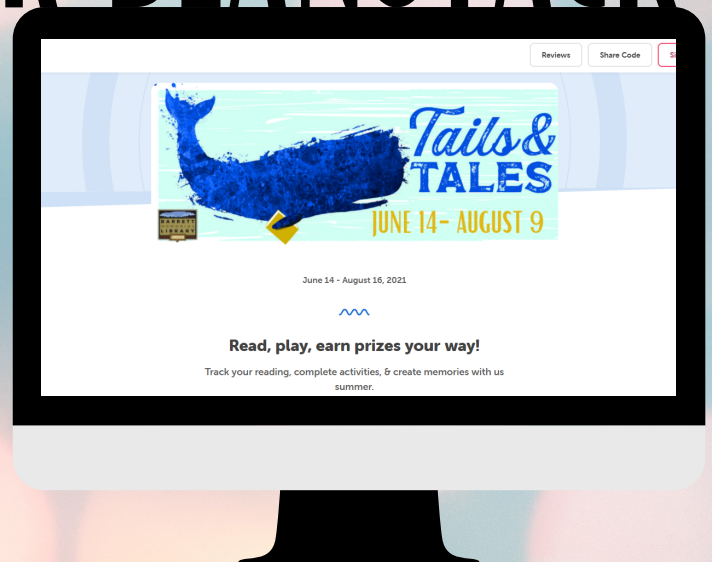 Reviews
Share Code
Tails &
TALES
JUNE 14- AUGUST 9
BARRETT
LIBRARY
June 14 - August 16, 2021
Read, play, earn prizes your way!
Track your reading, complete activities, & create memories with us
summer.